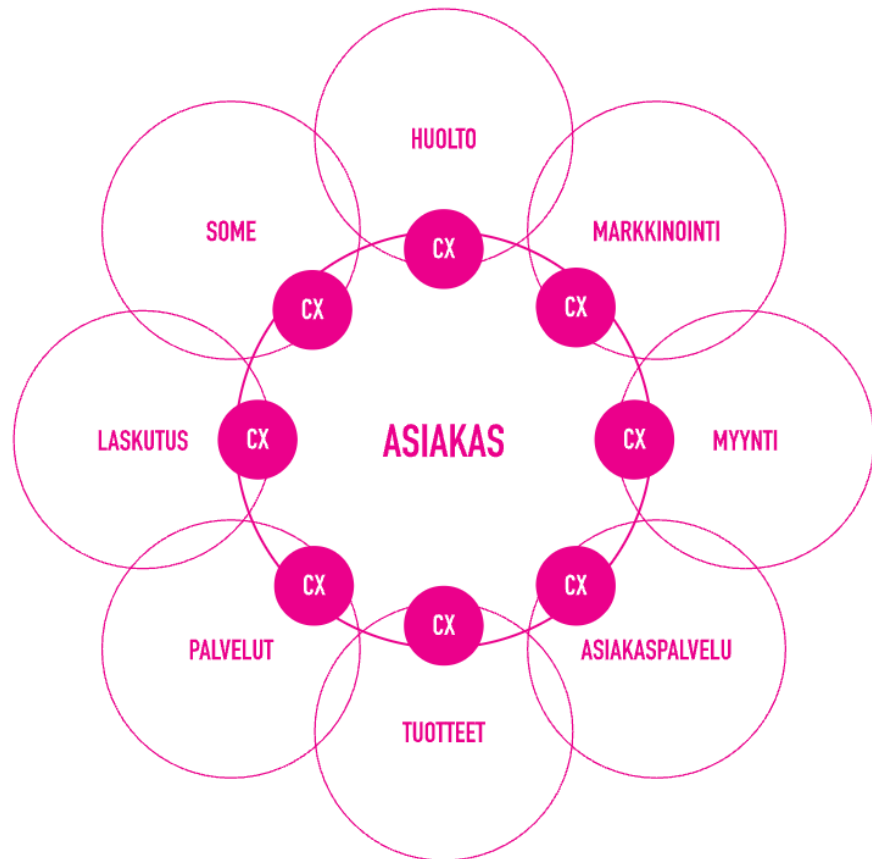 HUOLTO
SOME
MARKKINOINTI
CX
CX
CX
LASKUTUS
CX
ASIAKAS
CX
MYYNTI
CX
CX
CX
PALVELUT
ASIAKASPALVELU
TUOTTEET